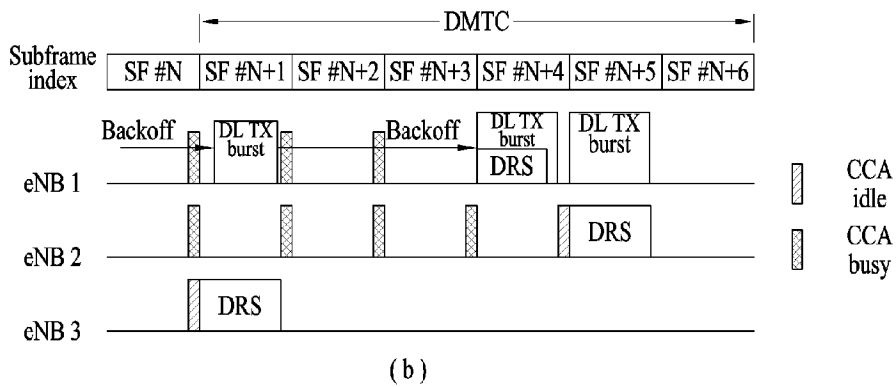 DMTC
Subframe
index
SF #N SF #N+1 SF #N+2 SF #N+3 SF #N+4 SF #N+5 SF #N+6
Backoff
DL TX
burst
Backoff
DL TX
burst
DRS
DL TX
burst
eNB 1
CCA
idle
eNB 2
DRS
CCA
busy
eNB 3
DRS
( b )